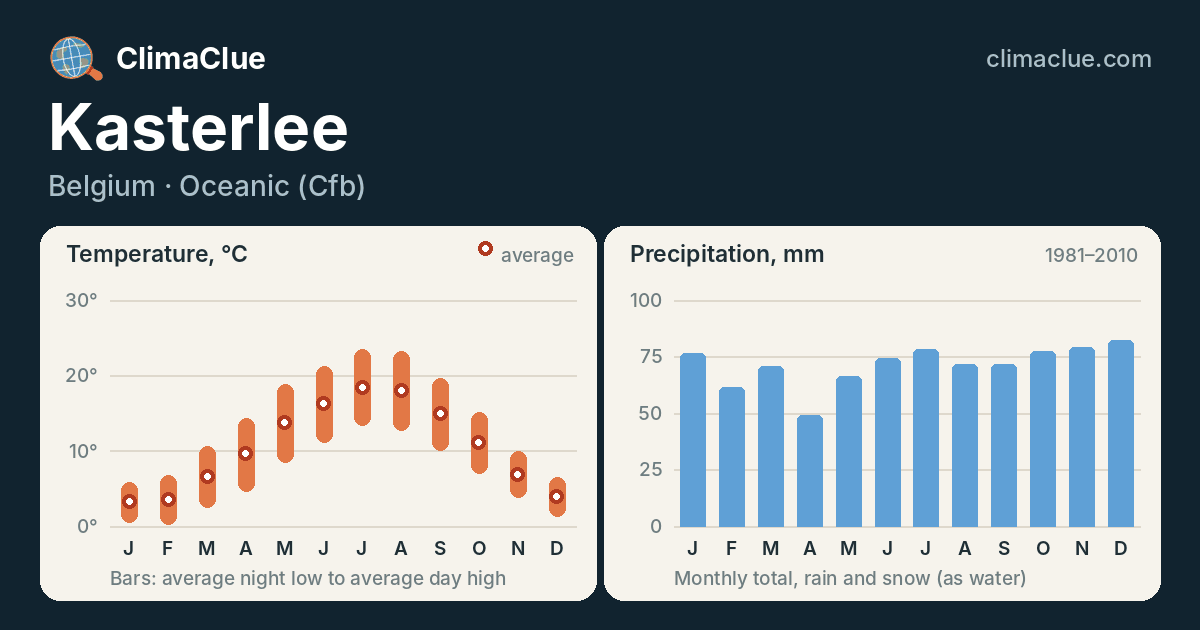 ClimaClue
climaclue.com
Kasterlee
Belgium · Oceanic (Cfb)
Temperature, °C
average
30°
20°
10°
0°
J F M A M J J A S O N D
Bars: average night low to average day high
Precipitation, mm
1981–2010
100
75
50
25
0
J F M A M J J A S O N D
Monthly total, rain and snow (as water)